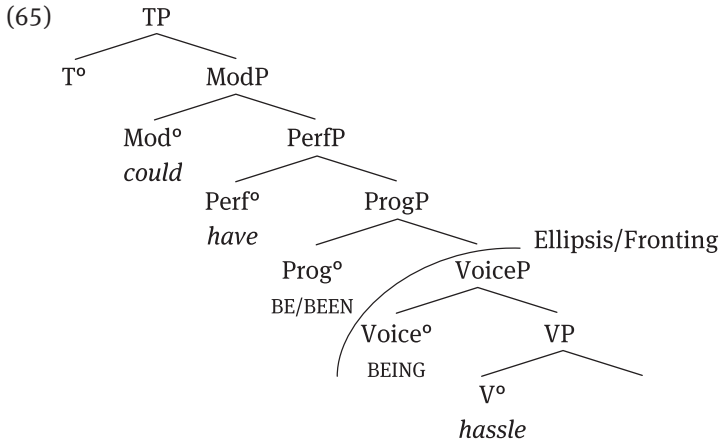 (65) TP
T° ModP
Mod° PerfP
could
Perf° ProgP
have
Ellipsis/Fronting
Prog° VoiceP
BE/BEEN
Voice° VP
BEING
V°
hassle